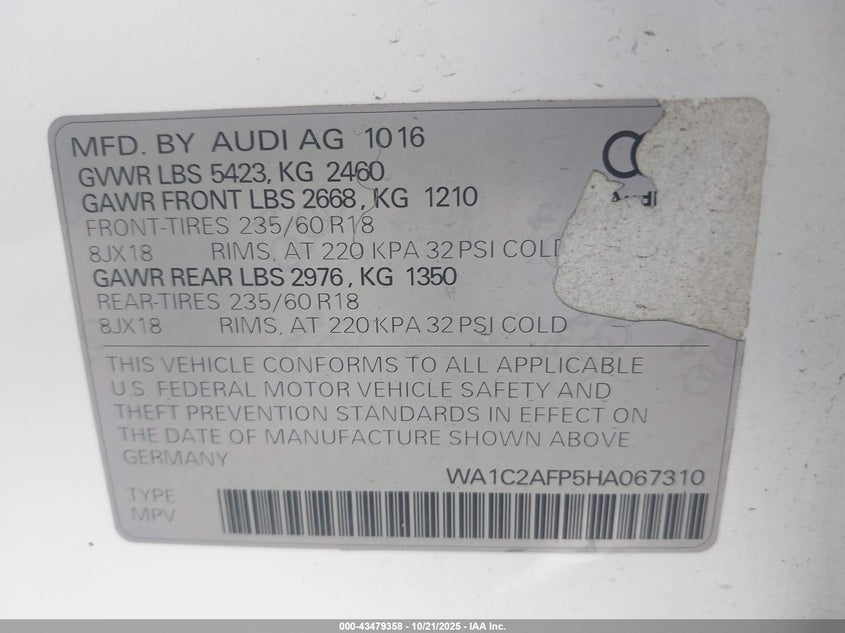 MFD. BY AUDI AG 1016
GVWR LBS 5423, KG 2460
GAWR FRONT LBS 2668, KG 1210
FRONT-TIRES 235/60 R18
8JX18 RIMS, AT 220 KPA 32 PSI COLD
GAWR REAR LBS 2976, KG 1350
REAR-TIRES 235/60 R18
8JX18 RIMS, AT 220 KPA 32 PSI COLD
THIS VEHICLE CONFORMS TO ALL APPLICABLE
U.S. FEDERAL MOTOR VEHICLE SAFETY AND
THEFT PREVENTION STANDARDS IN EFFECT ON
THE DATE OF MANUFACTURE SHOWN ABOVE.
GERMANY
WA1C2AFP5HA067310
TYPE
MPV
000-43479358 - 10/21/2025 - IAA Inc.